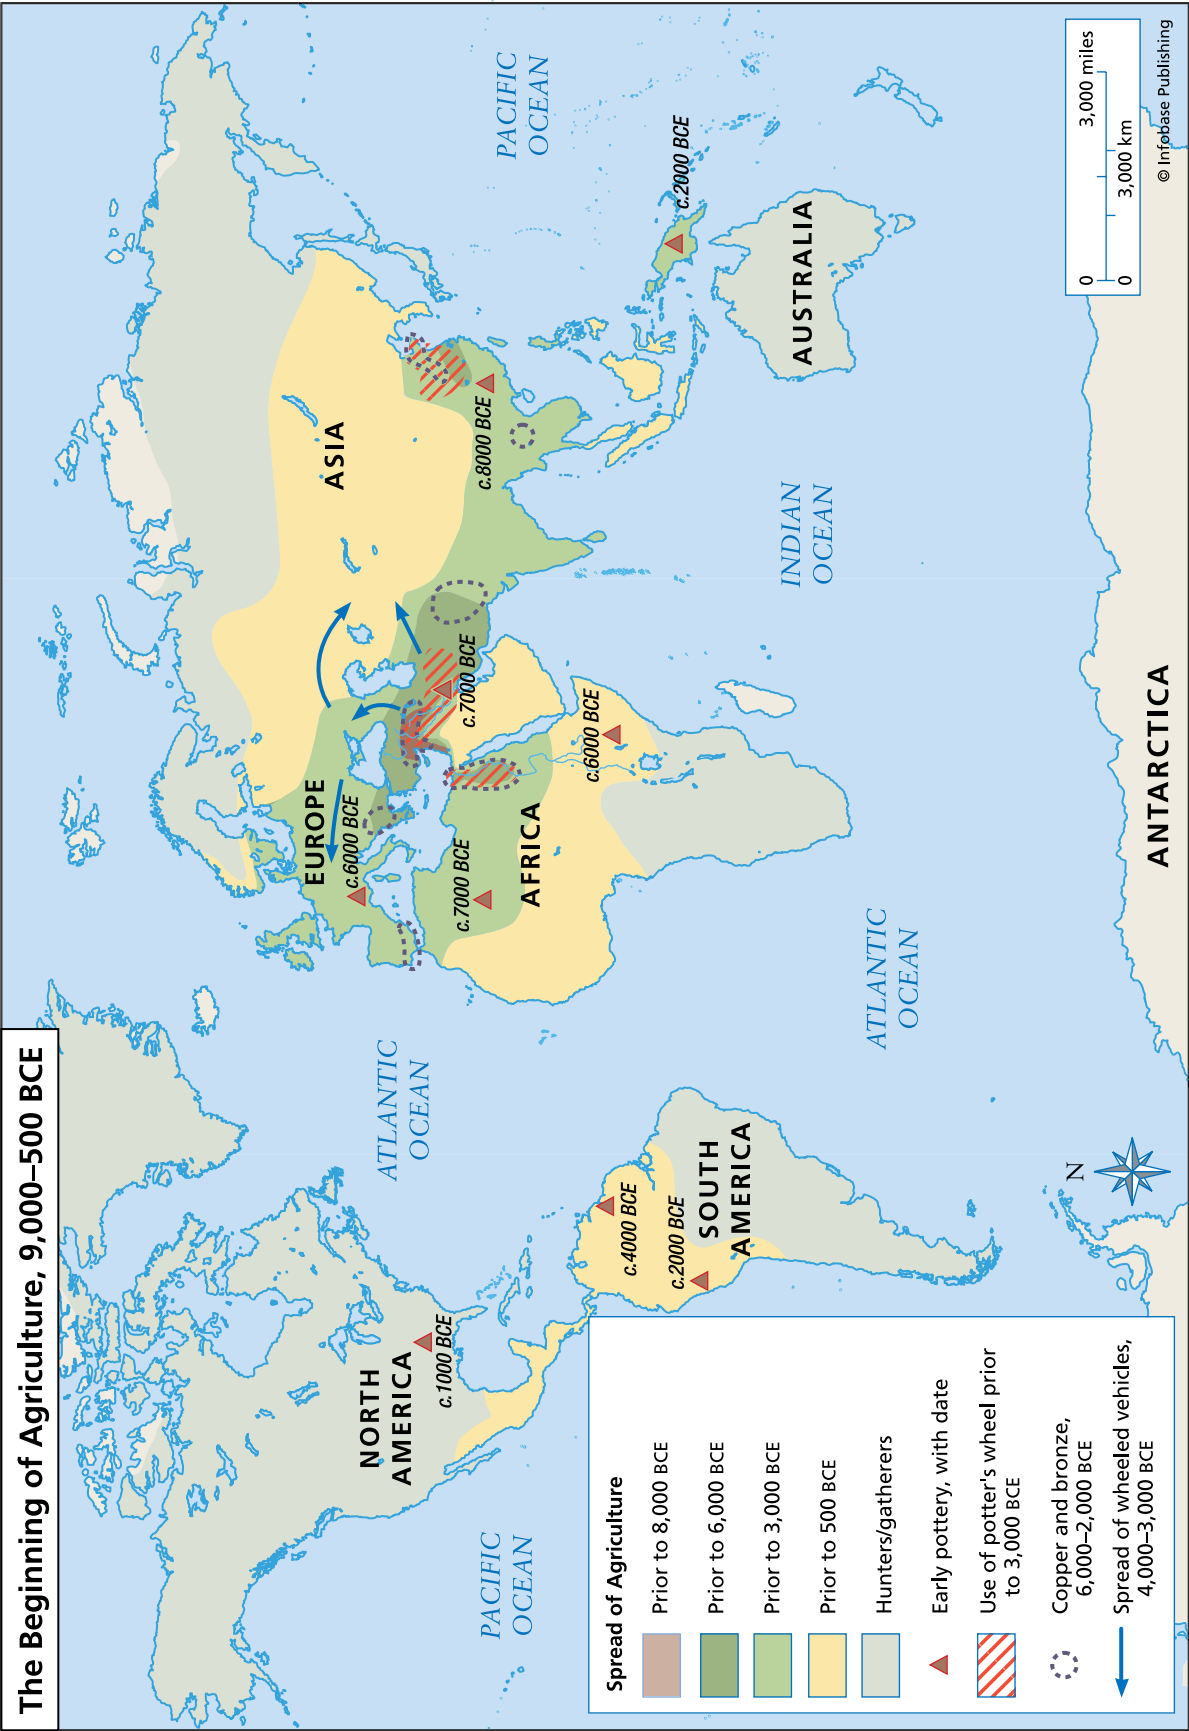 The Beginning of Agriculture, 9,000–500 BCE
NORTH
AMERICA
c.1000 BCE
SOUTH
AMERICA
c.4000 BCE
c.2000 BCE
EUROPE
c.6000 BCE
AFRICA
c.7000 BCE
c.6000 BCE
c.7000 BCE
ASIA
c.8000 BCE
c.2000 BCE
AUSTRALIA
ANTARCTICA
PACIFIC
OCEAN
ATLANTIC
OCEAN
ATLANTIC
OCEAN
INDIAN
OCEAN
PACIFIC
OCEAN
N
Spread of Agriculture
Prior to 8,000 BCE
Prior to 6,000 BCE
Prior to 3,000 BCE
Prior to 500 BCE
Hunters/gatherers
Early pottery, with date
Use of potter's wheel prior
to 3,000 BCE
Copper and bronze,
6,000–2,000 BCE
Spread of wheeled vehicles,
4,000–3,000 BCE
0 3,000 miles
0 3,000 km
© Infobase Publishing